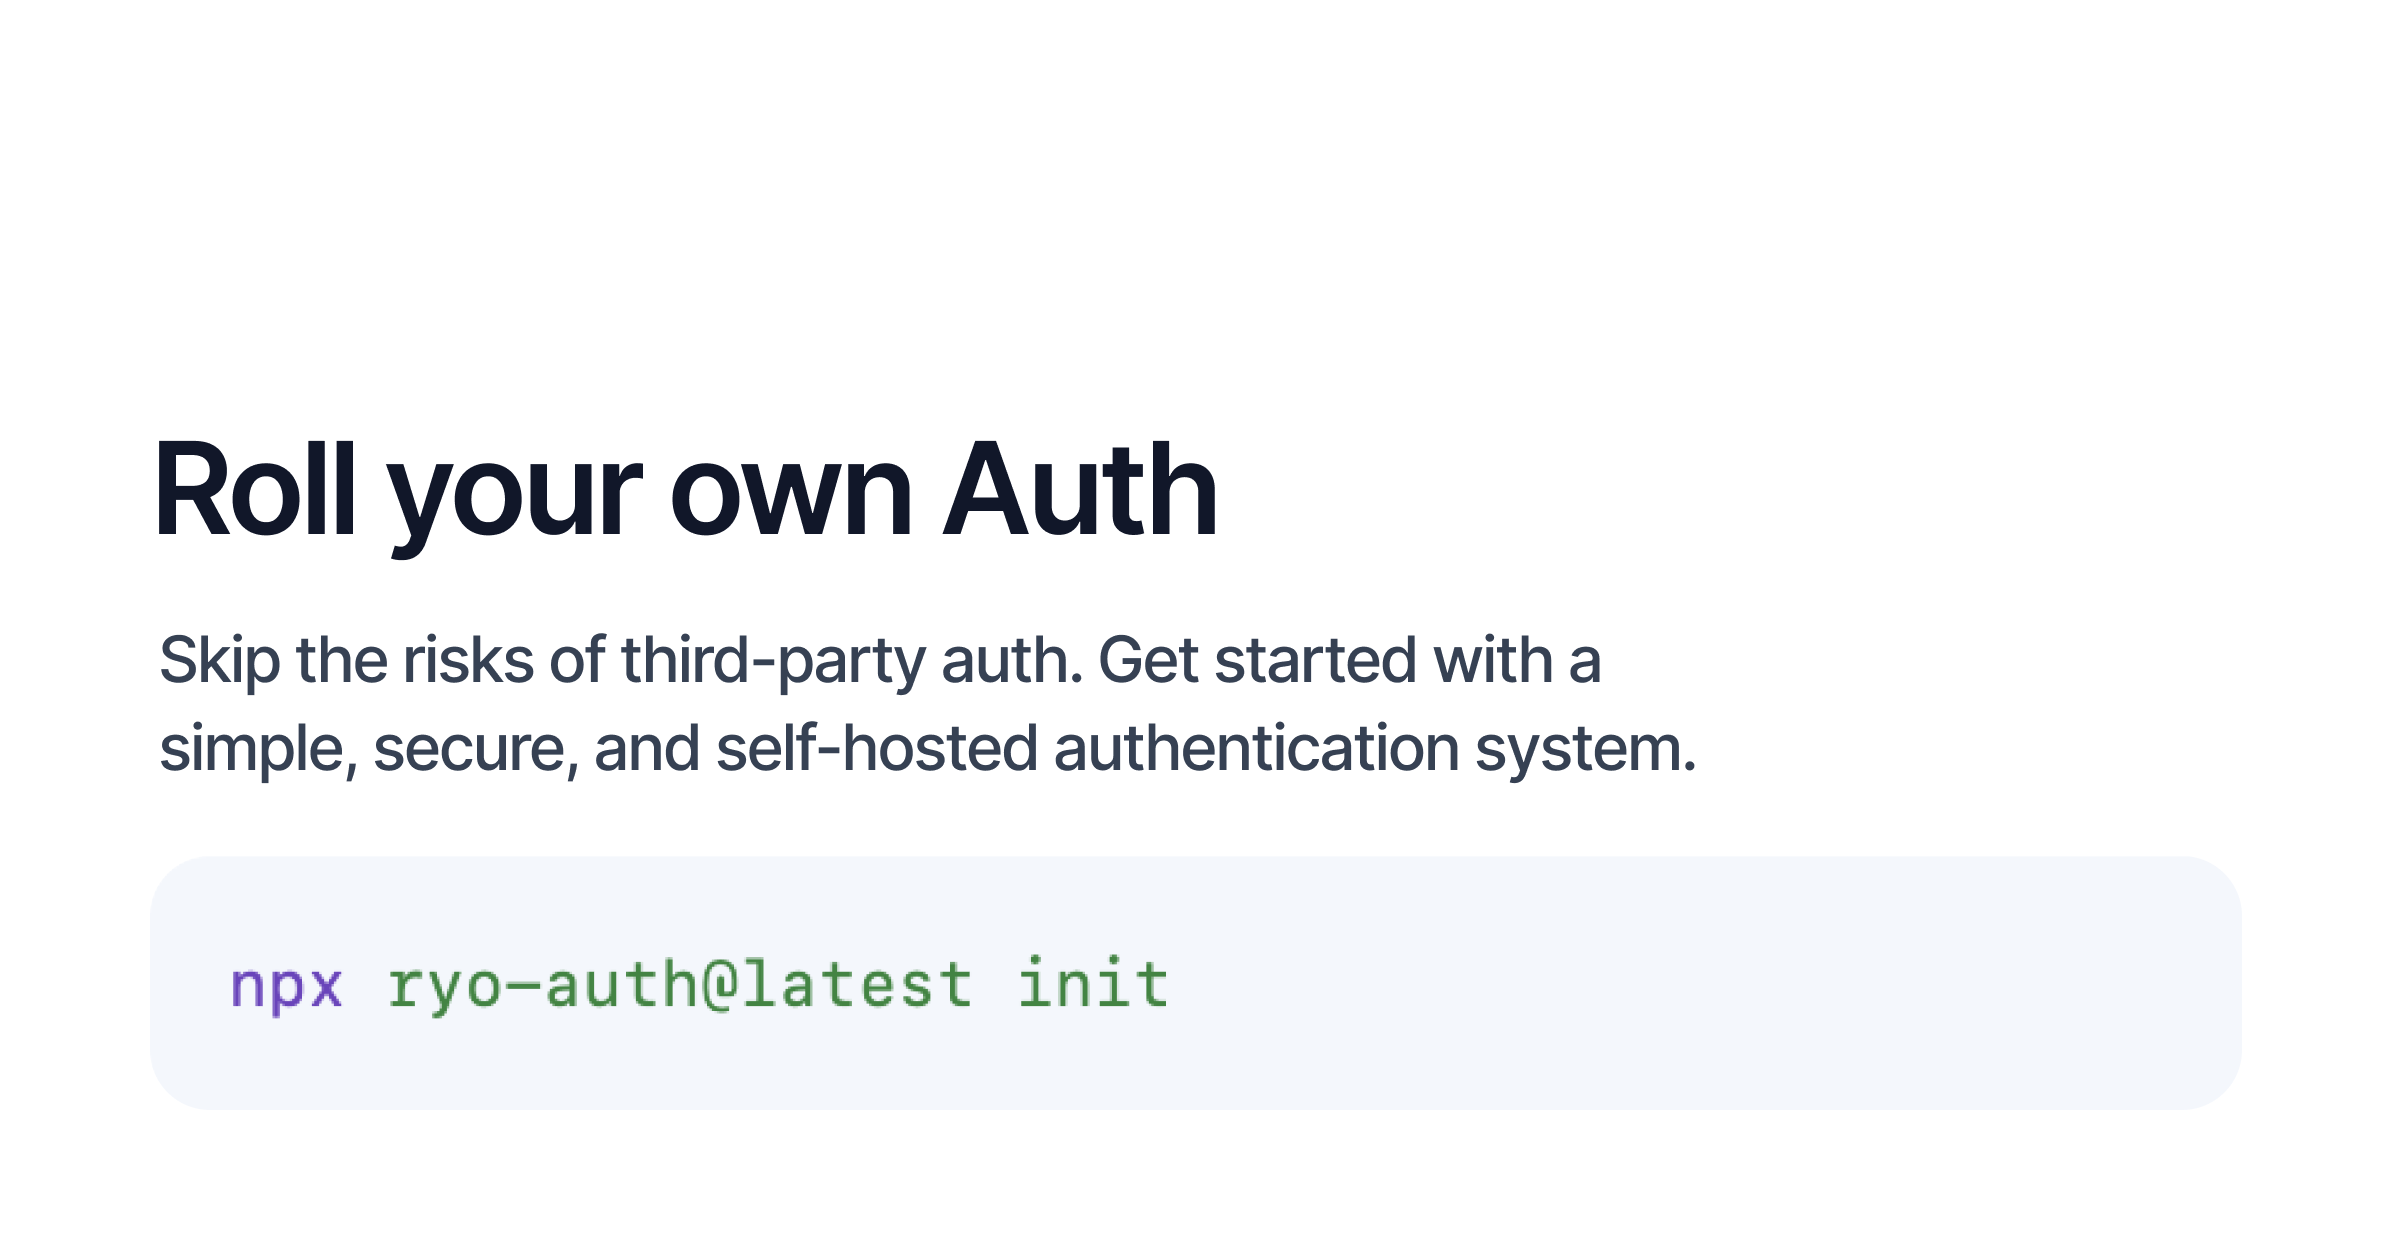 Roll your own Auth
Skip the risks of third-party auth. Get started with a
simple, secure, and self-hosted authentication system.
npx ryo-auth@latest init